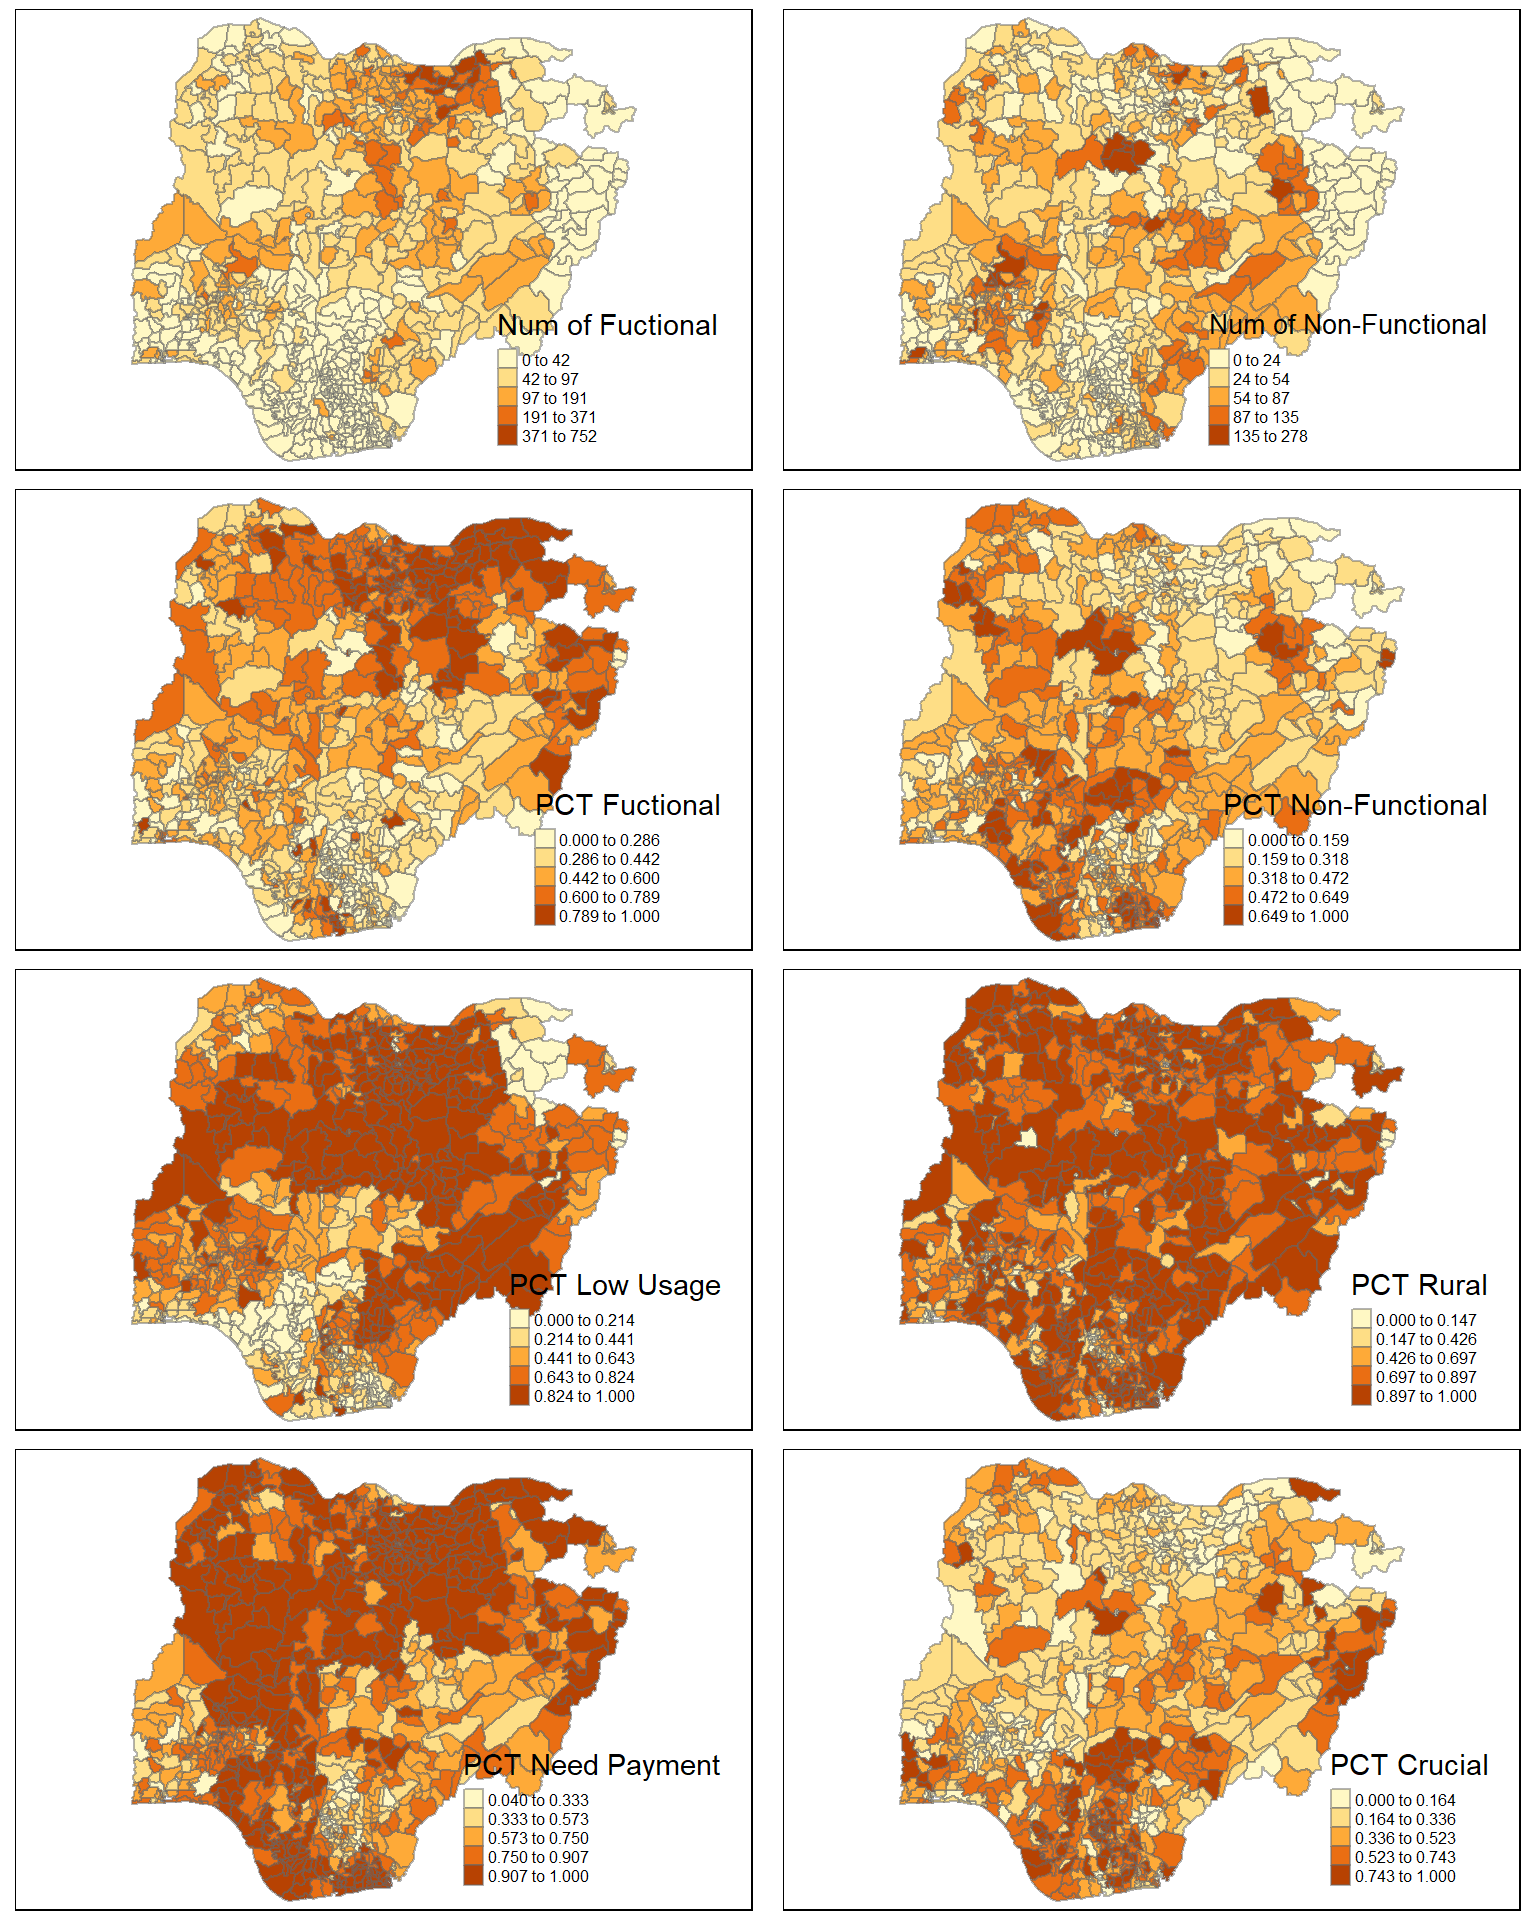 Num of Fuctional
0 to 42
42 to 97
97 to 191
191 to 371
371 to 752
Num of Non-Functional
0 to 24
24 to 54
54 to 87
87 to 135
135 to 278
PCT Fuctional
0.000 to 0.286
0.286 to 0.442
0.442 to 0.600
0.600 to 0.789
0.789 to 1.000
PCT Non-Functional
0.000 to 0.159
0.159 to 0.318
0.318 to 0.472
0.472 to 0.649
0.649 to 1.000
PCT Low Usage
0.000 to 0.214
0.214 to 0.441
0.441 to 0.643
0.643 to 0.824
0.824 to 1.000
PCT Rural
0.000 to 0.147
0.147 to 0.426
0.426 to 0.697
0.697 to 0.897
0.897 to 1.000
PCT Need Payment
0.040 to 0.333
0.333 to 0.573
0.573 to 0.750
0.750 to 0.907
0.907 to 1.000
PCT Crucial
0.000 to 0.164
0.164 to 0.336
0.336 to 0.523
0.523 to 0.743
0.743 to 1.000